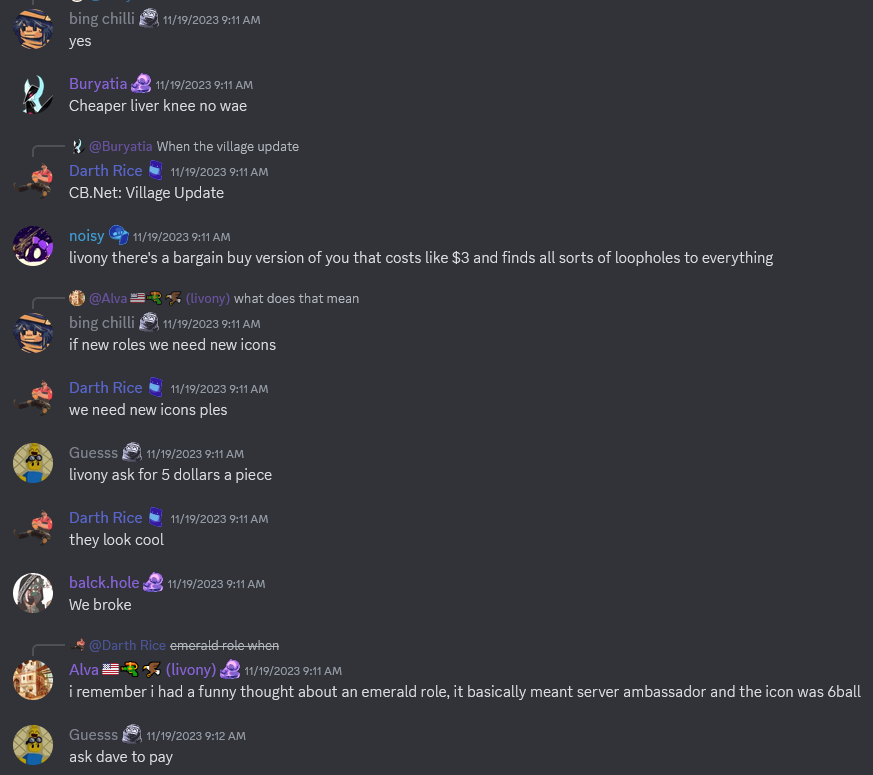 bing chilli 11/19/2023 9:11 AM
yes
Buryatia 11/19/2023 9:11 AM
Cheaper liver knee no wae
@Buryatia When the village update
Darth Rice 11/19/2023 9:11 AM
CB.Net: Village Update
noisy 11/19/2023 9:11 AM
livony there's a bargain buy version of you that costs like $3 and finds all sorts of loopholes to everything
@Alva (livony) what does that mean
bing chilli 11/19/2023 9:11 AM
if new roles we need new icons
Darth Rice 11/19/2023 9:11 AM
we need new icons ples
Guesss 11/19/2023 9:11 AM
livony ask for 5 dollars a piece
Darth Rice 11/19/2023 9:11 AM
they look cool
balck.hole 11/19/2023 9:11 AM
We broke
@Darth Rice emerald role when
Alva (livony) 11/19/2023 9:11 AM
i remember i had a funny thought about an emerald role, it basically meant server ambassador and the icon was 6ball
Guesss 11/19/2023 9:12 AM
ask dave to pay